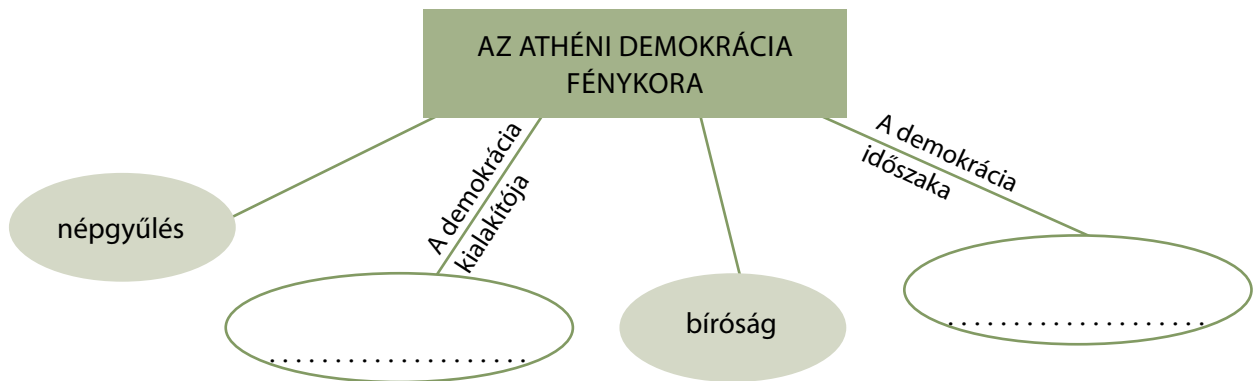 AZ ATHÉNI DEMOKRÁCIA
FÉNYKORA
népgyűlés
A demokrácia
kialakítója
. . . . . . . . . . . . . . . . . . . .
bíróság
A demokrácia
időszaka
. . . . . . . . . . . . . . . . . . . .